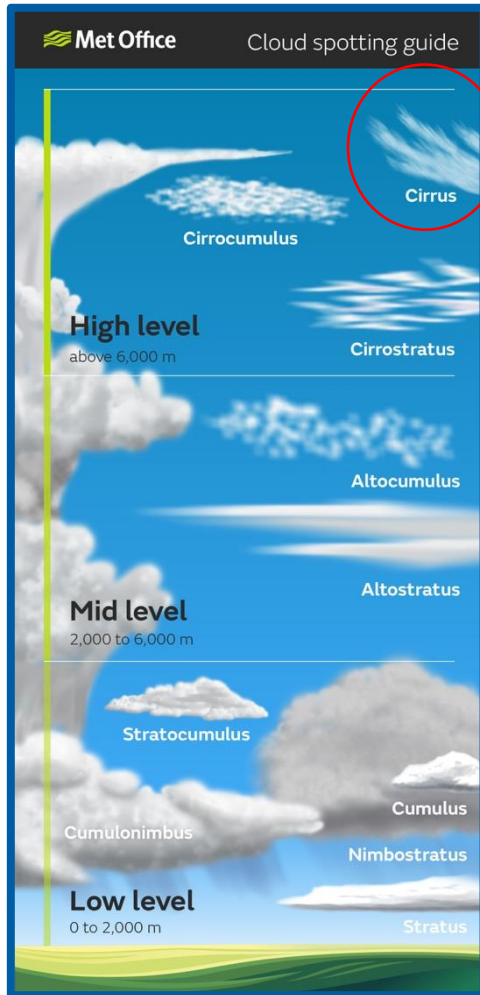 Met Office
Cloud spotting guide
Cirrus
Cirrocumulus
High level
above 6,000 m
Cirrostratus
Altocumulus
Altostratus
Mid level
2,000 to 6,000 m
Stratocumulus
Cumulus
Cumulonimbus
Nimbostratus
Low level
0 to 2,000 m
Stratus